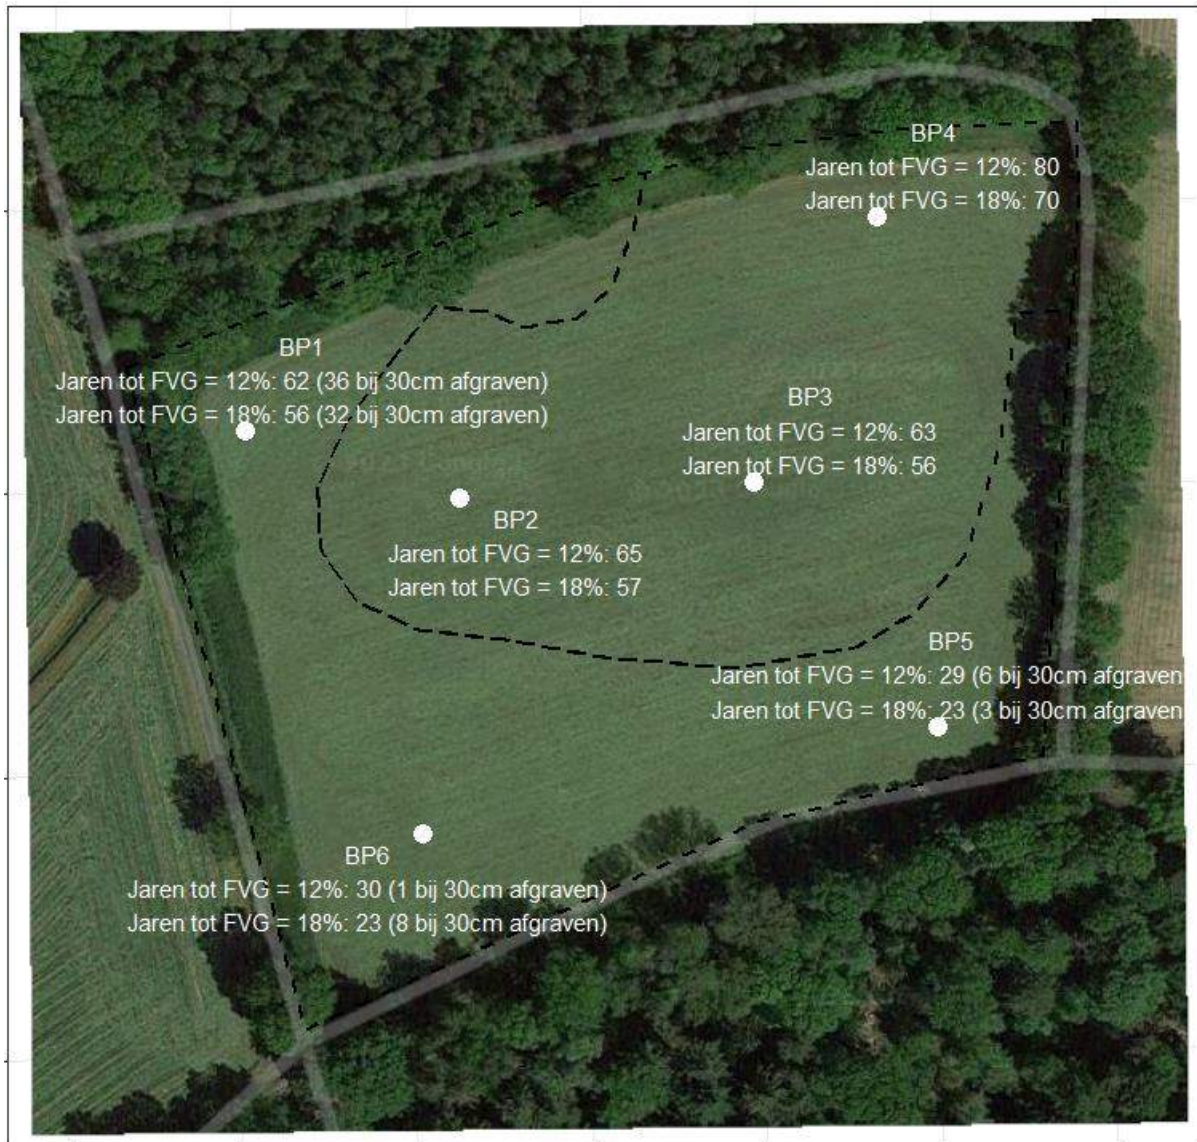 BP4
Jaren tot FVG = 12%: 80
Jaren tot FVG = 18%: 70
BP1
Jaren tot FVG = 12%: 62 (36 bij 30cm afgraven)
Jaren tot FVG = 18%: 56 (32 bij 30cm afgraven)
BP3
Jaren tot FVG = 12%: 63
Jaren tot FVG = 18%: 56
BP2
Jaren tot FVG = 12%: 65
Jaren tot FVG = 18%: 57
BP5
Jaren tot FVG = 12%: 29 (6 bij 30cm afgraven
Jaren tot FVG = 18%: 23 (3 bij 30cm afgraven
BP6
Jaren tot FVG = 12%: 30 (1 bij 30cm afgraven)
Jaren tot FVG = 18%: 23 (8 bij 30cm afgraven)